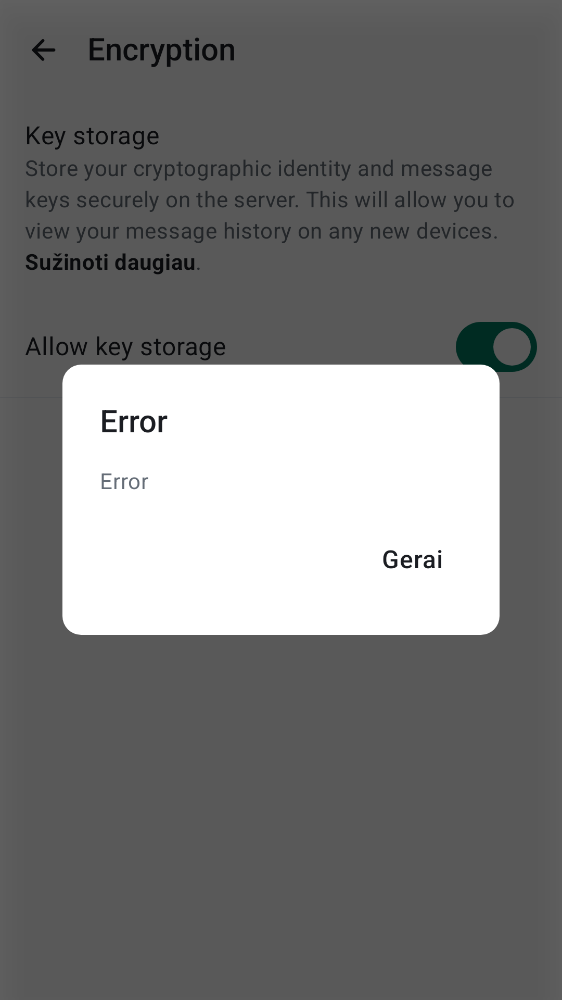 Encryption
Key storage
Store your cryptographic identity and message
keys securely on the server. This will allow you to
view your message history on any new devices.
Sužinoti daugiau.
Allow key storage
Error
Error
Gerai